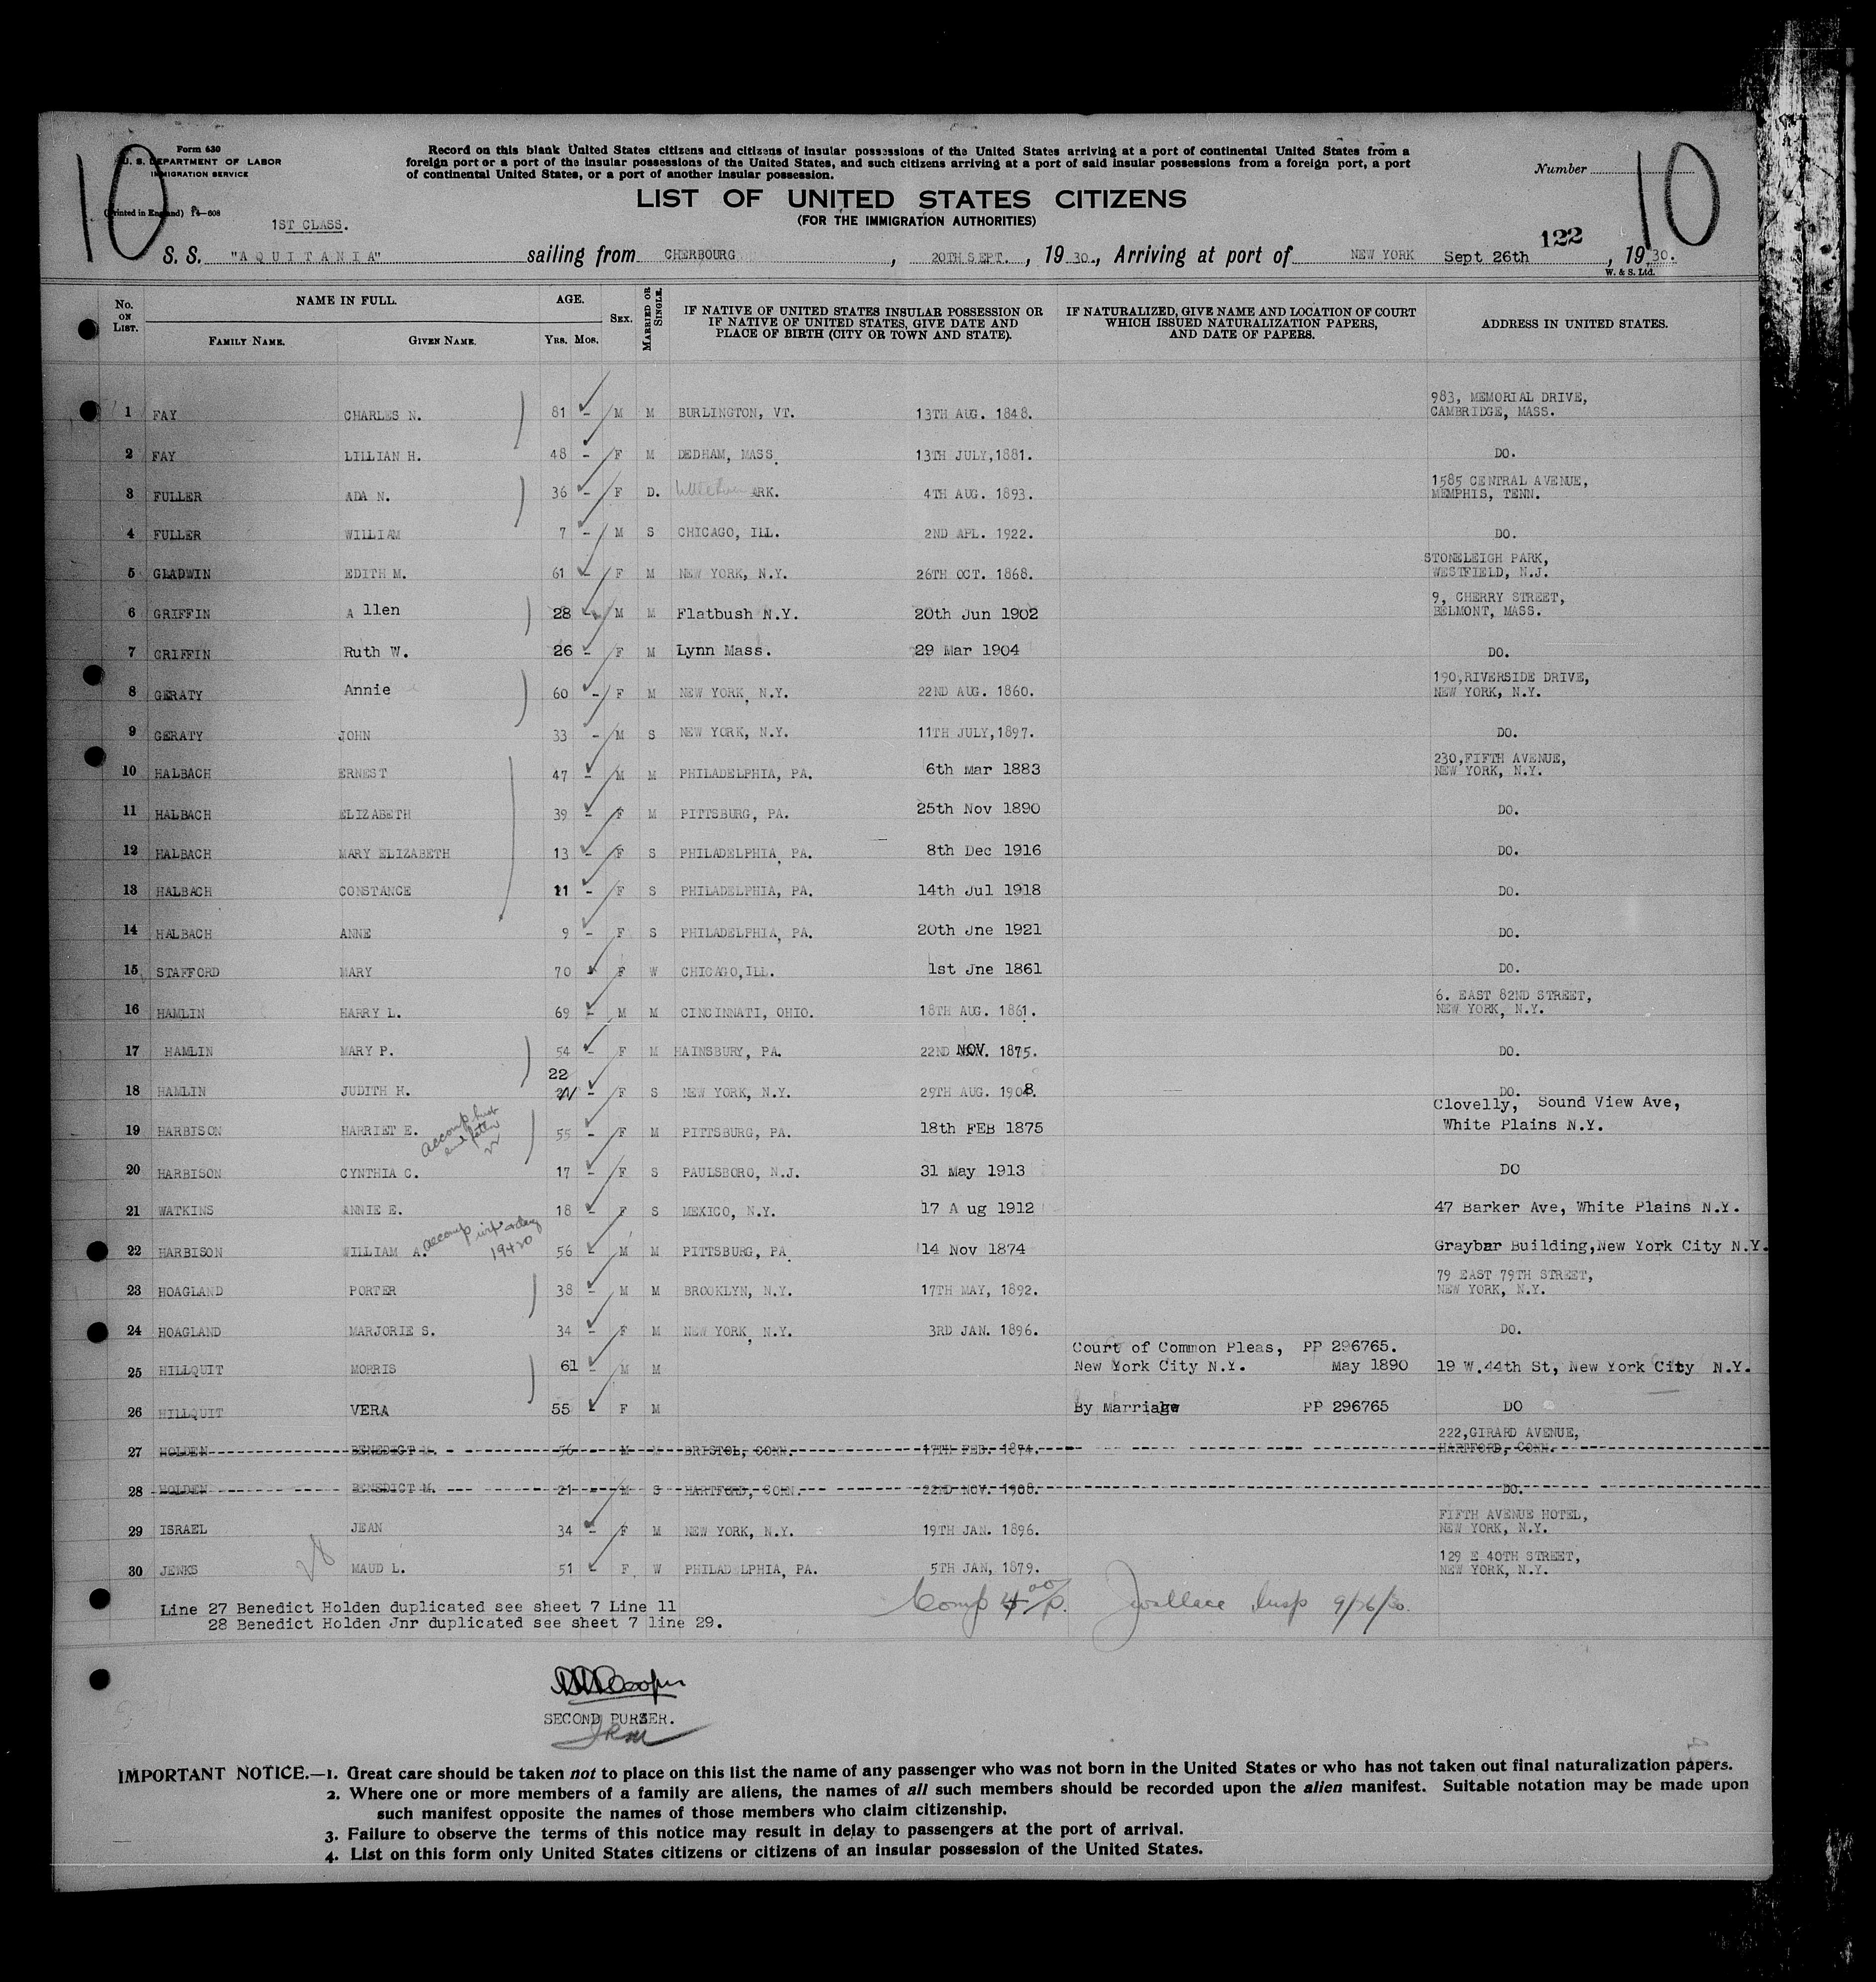 10
Form 630
U. S. DEPARTMENT OF LABOR
IMMIGRATION SERVICE
(Printed in England) 14—608
Record on this blank United States citizens and citizens of insular possessions of the United States arriving at a port of continental United States from a
foreign port or a port of the insular possessions of the United States, and such citizens arriving at a port of said insular possessions from a foreign port, a port
of continental United States, or a port of another insular possession.
Number
10
LIST OF UNITED STATES CITIZENS
(FOR THE IMMIGRATION AUTHORITIES)
1ST CLASS.
122
S. S. "AQUITANIA" sailing from CHERBOURG, 20TH SEPT., 19 30., Arriving at port of NEW YORK Sept 26th, 19 30.
W. & S. Ltd.
No. ON LIST. NAME IN FULL. FAMILY NAME. GIVEN NAME. AGE. YRS. MOS. SEX. MARRIED OR SINGLE. IF NATIVE OF UNITED STATES INSULAR POSSESSION OR IF NATIVE OF UNITED STATES, GIVE DATE AND PLACE OF BIRTH (CITY OR TOWN AND STATE). IF NATURALIZED, GIVE NAME AND LOCATION OF COURT WHICH ISSUED NATURALIZATION PAPERS, AND DATE OF PAPERS. ADDRESS IN UNITED STATES.
1 FAY CHARLES N. 81 - M M BURLINGTON, VT. 13TH AUG. 1848. 983, MEMORIAL DRIVE, CAMBRIDGE, MASS.
2 FAY LILLIAN H. 48 - F M DEDHAM, MASS. 13TH JULY, 1881. DO.
3 FULLER ADA N. 36 - F D. ARK. 4TH AUG. 1893. 1585 CENTRAL AVENUE, MEMPHIS, TENN.
4 FULLER WILLIAM 7 - M S CHICAGO, ILL. 2ND APL. 1922. DO.
5 GLADWIN EDITH M. 61 - F M NEW YORK, N.Y. 26TH OCT. 1868. STONELEIGH PARK, WESTFIELD, N.J.
6 GRIFFIN Allen 28 - M M Flatbush N.Y. 20th Jun 1902 9, CHERRY STREET, BELMONT, MASS.
7 GRIFFIN Ruth W. 26 - F M Lynn Mass. 29 Mar 1904 DO.
8 GERATY Annie 60 - F M NEW YORK, N.Y. 22ND AUG. 1860. 190, RIVERSIDE DRIVE, NEW YORK, N.Y.
9 GERATY JOHN 33 - M S NEW YORK, N.Y. 11TH JULY, 1897. DO.
10 HALBACH ERNEST 47 - M M PHILADELPHIA, PA. 6th Mar 1883 230, FIFTH AVENUE, NEW YORK, N.Y.
11 HALBACH ELIZABETH 39 - F M PITTSBURG, PA. 25th Nov 1890 DO.
12 HALBACH MARY ELIZABETH 13 - F S PHILADELPHIA, PA. 8th Dec 1916 DO.
13 HALBACH CONSTANCE 11 - F S PHILADELPHIA, PA. 14th Jul 1918 DO.
14 HALBACH ANNE 9 - F S PHILADELPHIA, PA. 20th Jne 1921 DO.
15 STAFFORD MARY 70 F W CHICAGO, ILL. 1st Jne 1861 DO.
16 HAMLIN HARRY L. 69 - M M CINCINNATI, OHIO. 18TH AUG. 1861. 6. EAST 82ND STREET, NEW YORK, N.Y.
17 HAMLIN MARY P. 54 - F M HAINSBURY, PA. 22ND NOV. 1875. DO.
18 HAMLIN JUDITH H. 22 - F S NEW YORK, N.Y. 29TH AUG. 1908. DO.
19 HARBISON HARRIET E. accomp 55 - F M PITTSBURG, PA. 18th FEB 1875 Clovelly, Sound View Ave, White Plains N.Y.
20 HARBISON CYNTHIA C. 17 - F S PAULSBORO, N.J. 31 May 1913 DO
21 WATKINS ANNIE E. 18 - F S MEXICO, N.Y. 17 Aug 1912 47 Barker Ave, White Plains N.Y.
22 HARBISON WILLIAM A. accomp 19 & 20 56 - M M PITTSBURG, PA. 14 Nov 1874 Graybar Building, New York City N.Y.
23 HOAGLAND PORTER 38 - M M BROOKLYN, N.Y. 17TH MAY, 1892. 79 EAST 79TH STREET, NEW YORK, N.Y.
24 HOAGLAND MARJORIE S. 34 - F M NEW YORK, N.Y. 3RD JAN. 1896. DO.
25 HILLQUIT MORRIS 61 - M M Court of Common Pleas, PP 296765. New York City N.Y. May 1890 19 W.44th St, New York City N.Y.
26 HILLQUIT VERA 55 - F M By Marriage PP 296765 DO
27 HOLDEN BENEDICT M. 56 - M M BRISTOL, CONN. 17TH FEB. 1874. 222, GIRARD AVENUE, HARTFORD, CONN.
28 HOLDEN BENEDICT M. 21 - M S HARTFORD, CONN. 22ND NOV. 1908. DO.
29 ISRAEL JEAN 34 - F M NEW YORK, N.Y. 19TH JAN. 1896. FIFTH AVENUE HOTEL, NEW YORK, N.Y.
30 JENKS MAUD L. 51 - F W PHILADELPHIA, PA. 5TH JAN, 1879. 129 E 40TH STREET, NEW YORK, N.Y.
28
Line 27 Benedict Holden duplicated see sheet 7 Line 11
28 Benedict Holden Jnr duplicated see sheet 7 line 29.
Comp Jwallace Insp 9/26/30.
SECOND PURSER.
IMPORTANT NOTICE.—1. Great care should be taken not to place on this list the name of any passenger who was not born in the United States or who has not taken out final naturalization papers.
2. Where one or more members of a family are aliens, the names of all such members should be recorded upon the alien manifest. Suitable notation may be made upon
such manifest opposite the names of those members who claim citizenship.
3. Failure to observe the terms of this notice may result in delay to passengers at the port of arrival.
4. List on this form only United States citizens or citizens of an insular possession of the United States.